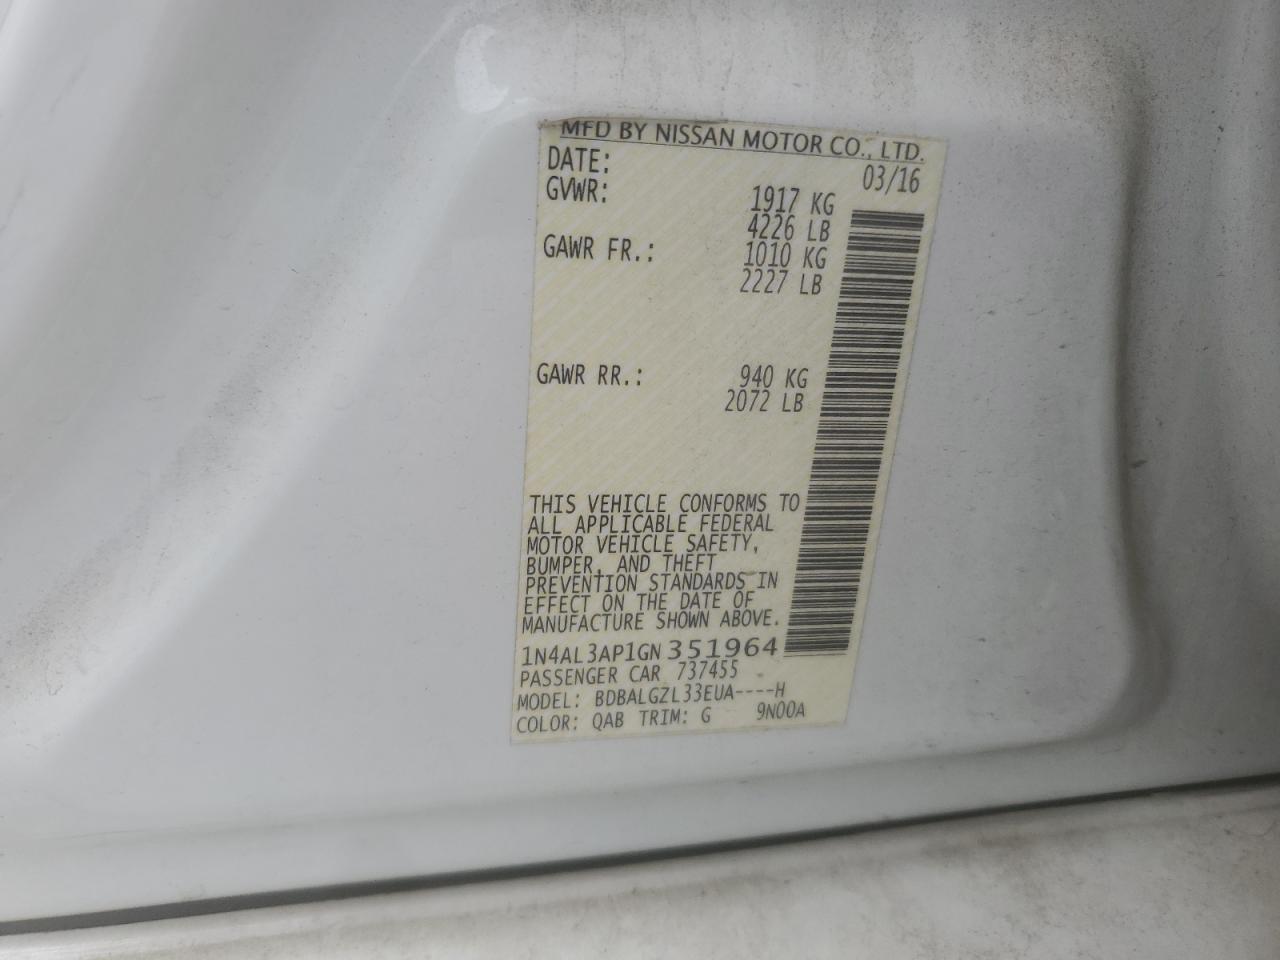 MFD BY NISSAN MOTOR CO., LTD.
DATE: 03/16
GVWR: 1917 KG
4226 LB
GAWR FR.: 1010 KG
2227 LB
GAWR RR.: 940 KG
2072 LB
THIS VEHICLE CONFORMS TO
ALL APPLICABLE FEDERAL
MOTOR VEHICLE SAFETY,
BUMPER, AND THEFT
PREVENTION STANDARDS IN
EFFECT ON THE DATE OF
MANUFACTURE SHOWN ABOVE.
1N4AL3AP1GN351964
PASSENGER CAR 737455
MODEL: BDBALGZL33EUA----H
COLOR: QAB TRIM: G 9N00A